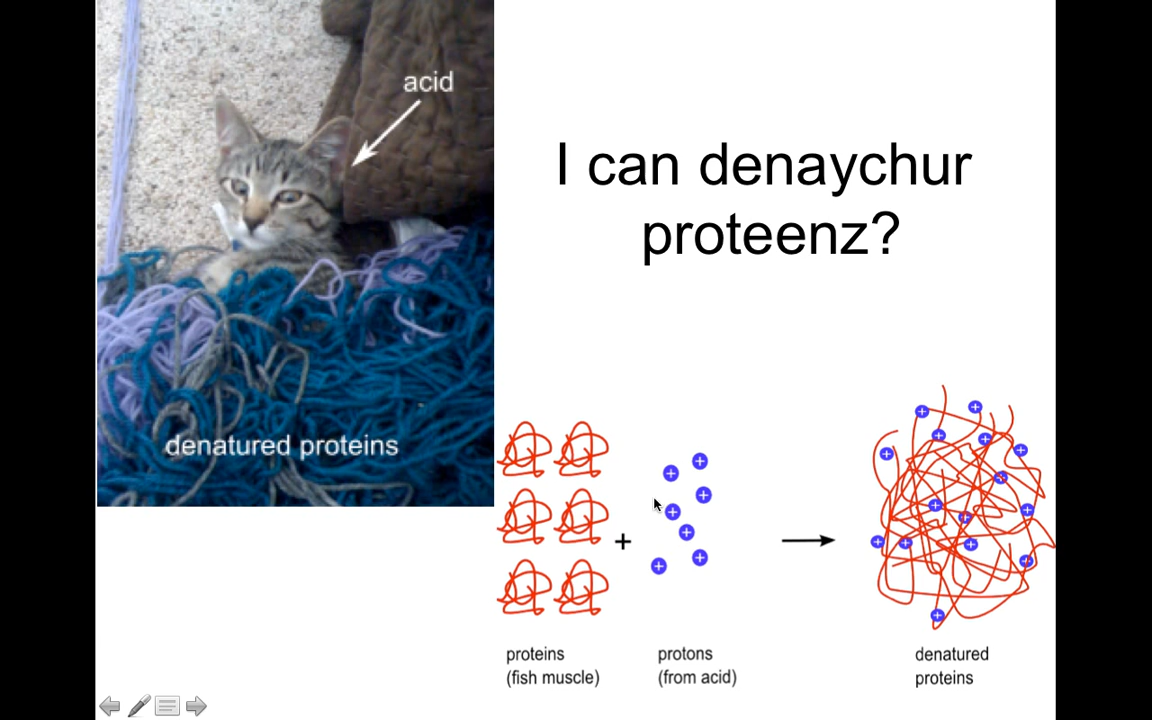 acid
I can denaychur
proteenz?
denatured proteins
+
proteins
(fish muscle)
protons
(from acid)
denatured
proteins